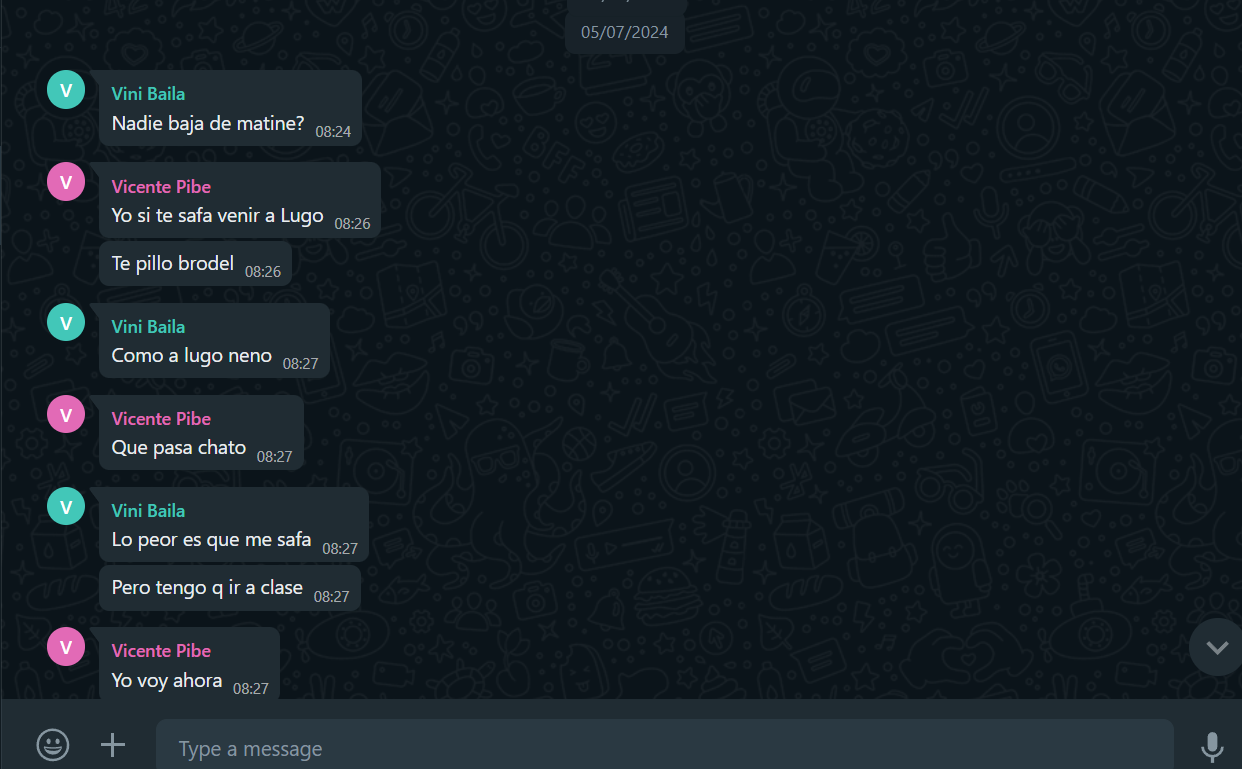 05/07/2024
V
Vini Baila
Nadie baja de matine? 08:24
V
Vicente Pibe
Yo si te safa venir a Lugo 08:26
Te pillo brodel 08:26
V
Vini Baila
Como a lugo neno 08:27
V
Vicente Pibe
Que pasa chato 08:27
V
Vini Baila
Lo peor es que me safa 08:27
Pero tengo q ir a clase 08:27
V
Vicente Pibe
Yo voy ahora 08:27
Type a message